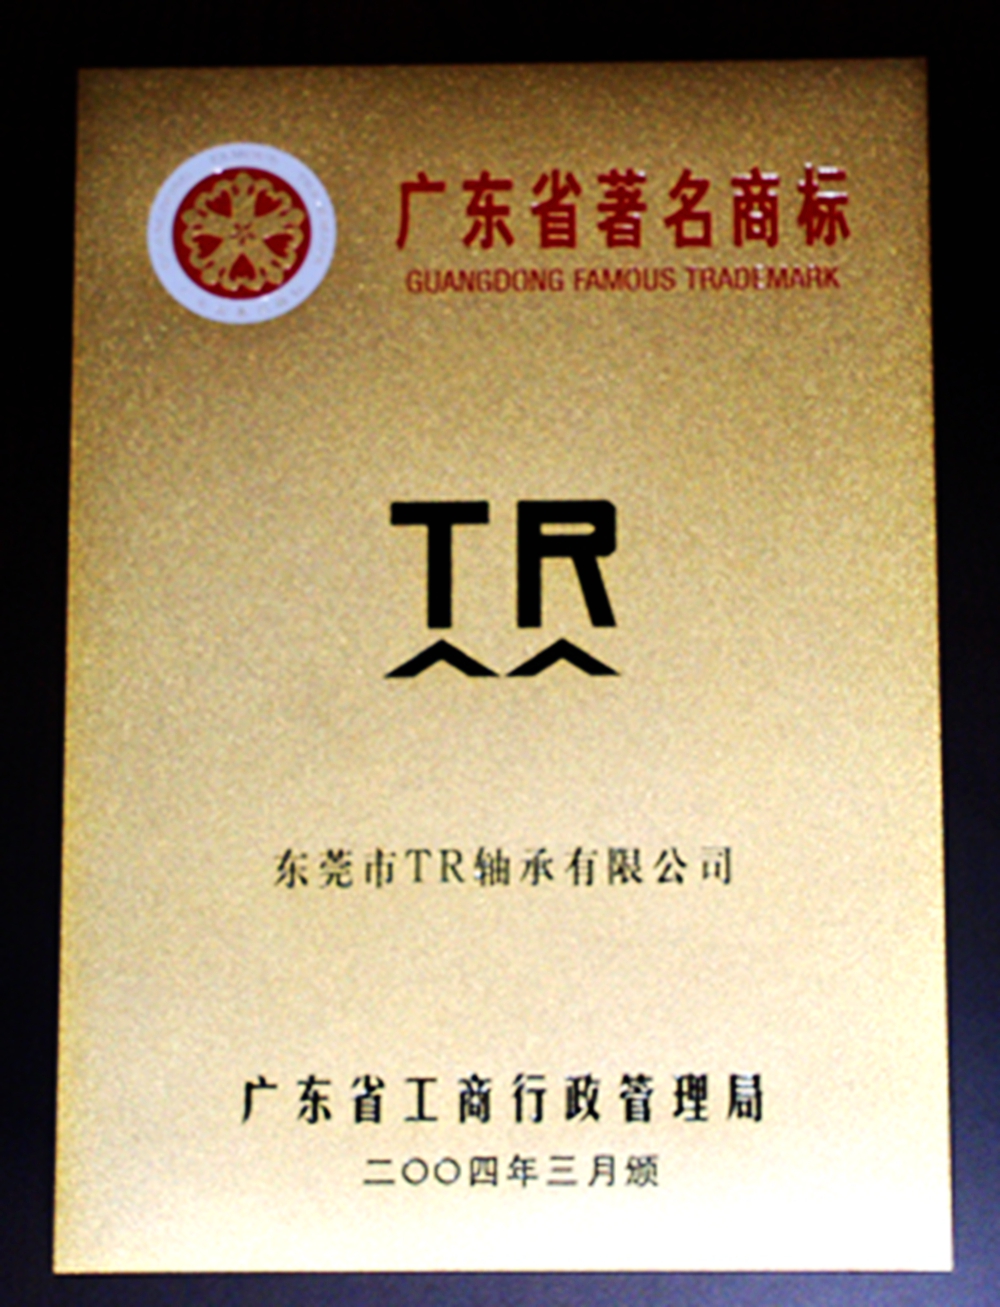 广东省著名商标
GUANGDONG FAMOUS TRADEMARK
TR
东莞市TR轴承有限公司
广东省工商行政管理局
二〇〇四年三月颁